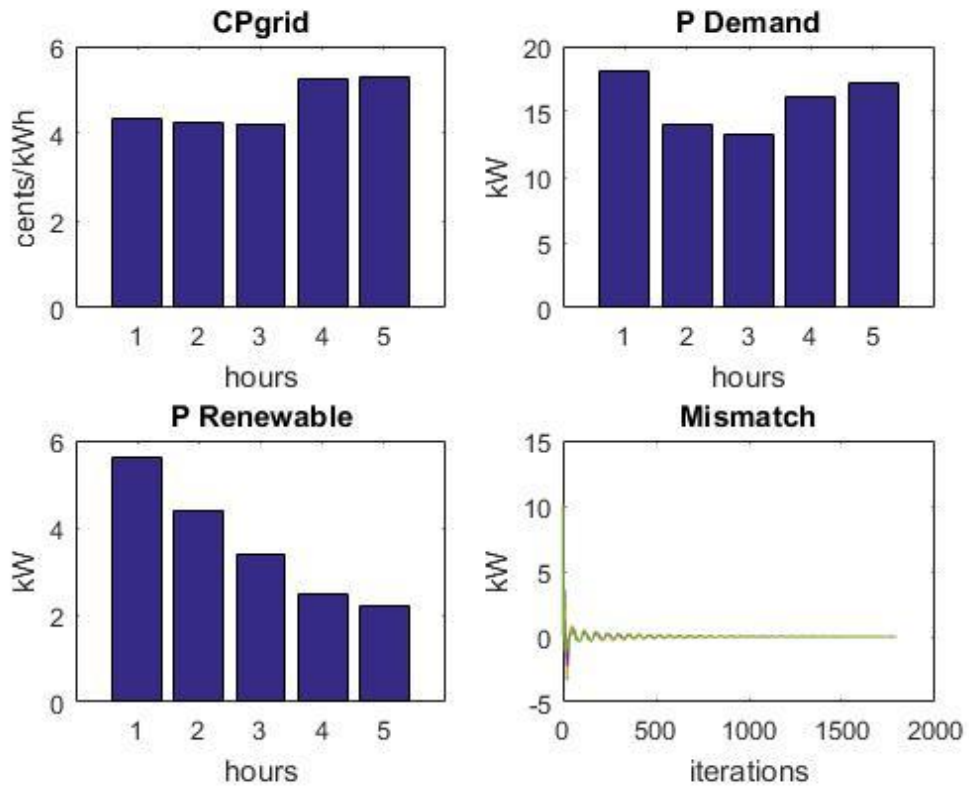 CPgrid
6
4
2
0
cents/kWh
1 2 3 4 5
hours
P Demand
20
15
10
5
0
kW
1 2 3 4 5
hours
P Renewable
6
4
2
0
kW
1 2 3 4 5
hours
Mismatch
15
10
5
0
-5
kW
0 500 1000 1500 2000
iterations